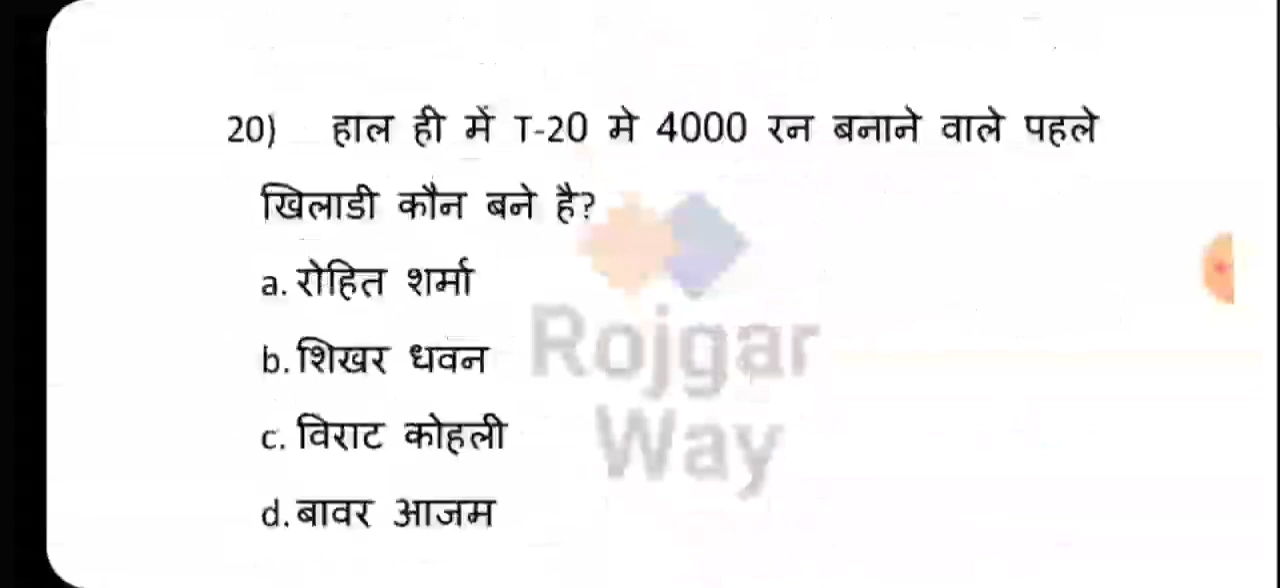 20) हाल ही में T-20 मे 4000 रन बनाने वाले पहले
खिलाडी कौन बने है?
a. रोहित शर्मा
b. शिखर धवन
c. विराट कोहली
d. बावर आजम
Rojgar
Way